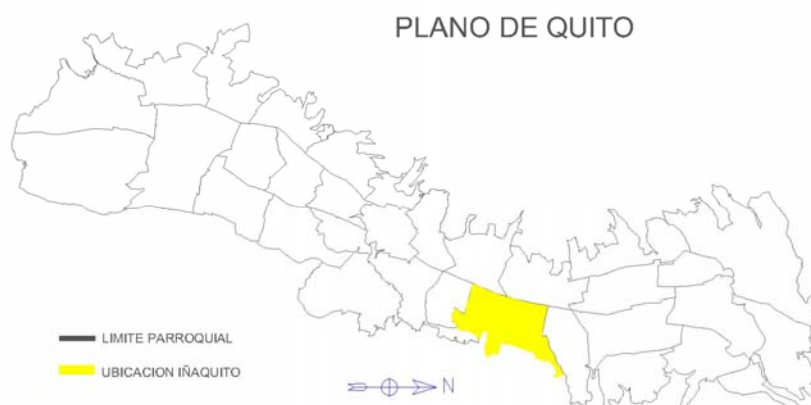 PLANO DE QUITO
LIMITE PARROQUIAL
UBICACION IÑAQUITO
N